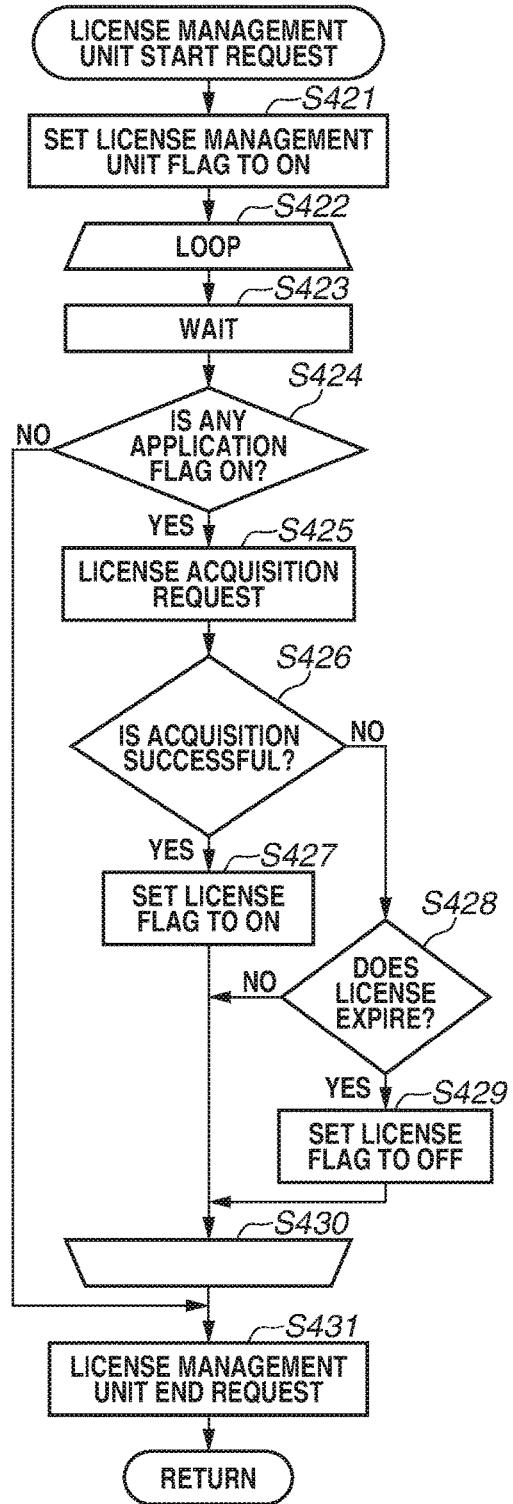 LICENSE MANAGEMENT
UNIT START REQUEST
S421
SET LICENSE MANAGEMENT
UNIT FLAG TO ON
S422
LOOP
S423
WAIT
S424
IS ANY
APPLICATION
FLAG ON?
NO
YES
S425
LICENSE ACQUISITION
REQUEST
S426
IS ACQUISITION
SUCCESSFUL?
NO
YES
S427
SET LICENSE
FLAG TO ON
S428
DOES
LICENSE
EXPIRE?
NO
YES
S429
SET LICENSE
FLAG TO OFF
S430
S431
LICENSE MANAGEMENT
UNIT END REQUEST
RETURN